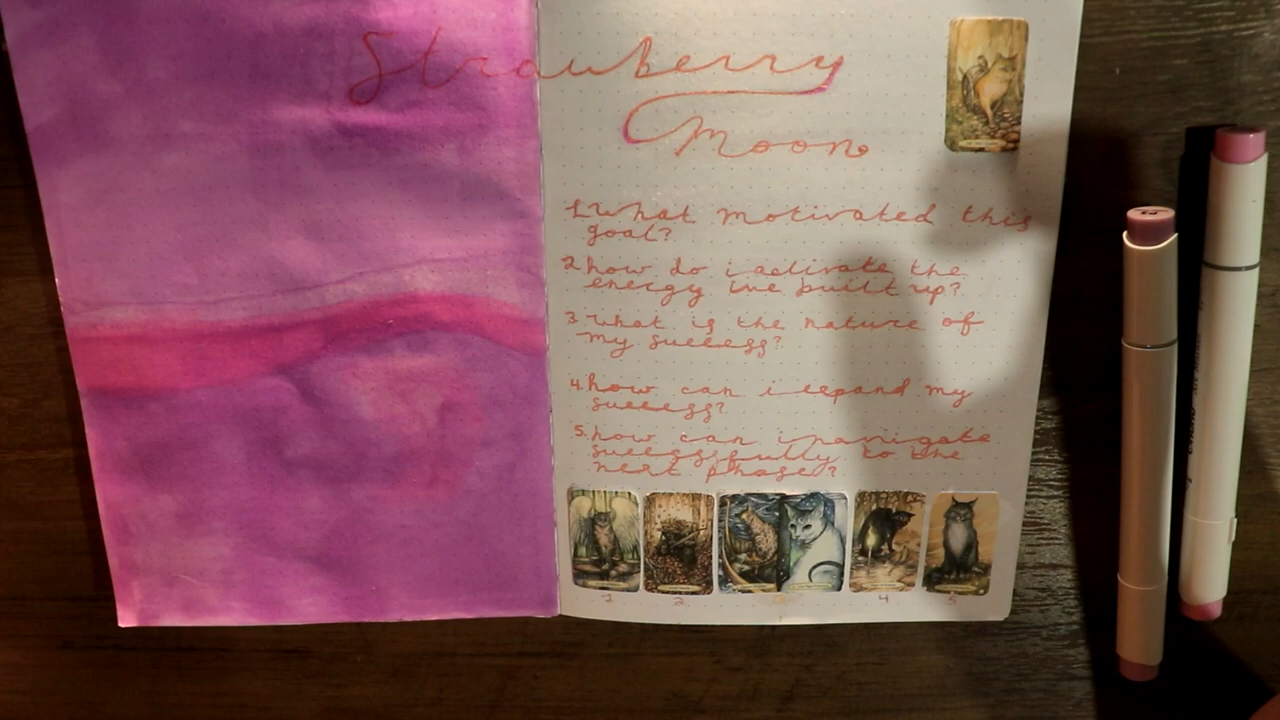 Strawberry
Moon
1. What motivated this
goal?
2. how do i activate the
energy ive built up?
3. What is the nature of
my success?
4. how can i expand my
success?
5. how can i navigate
successfully to the
next phase?
1 2 4 5